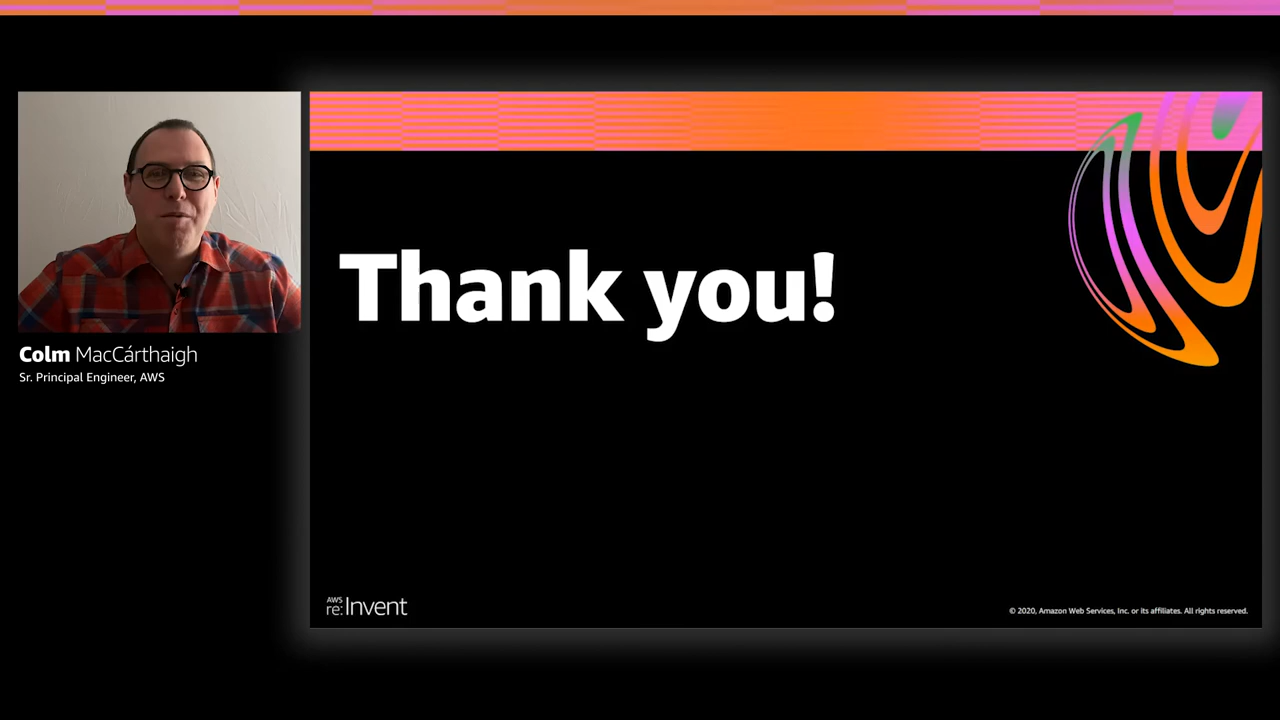 Thank you!
Colm MacCárthaigh
Sr. Principal Engineer, AWS
AWS
re:Invent
© 2020, Amazon Web Services, Inc. or its affiliates. All rights reserved.